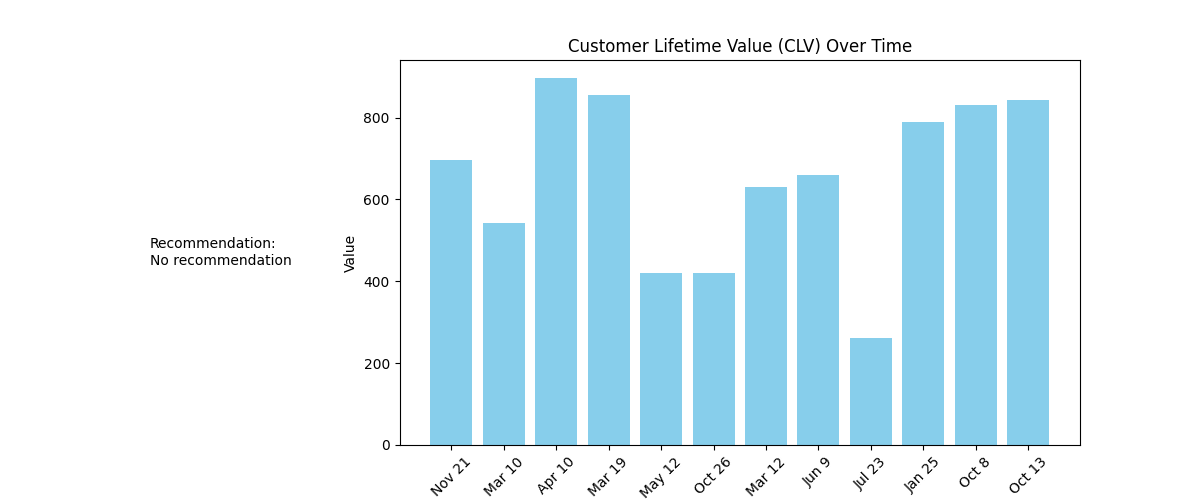 Customer Lifetime Value (CLV) Over Time
800
600
400
200
0
Value
Recommendation:
No recommendation
Nov 21
Mar 10
Apr 10
Mar 19
May 12
Oct 26
Mar 12
Jun 9
Jul 23
Jan 25
Oct 8
Oct 13